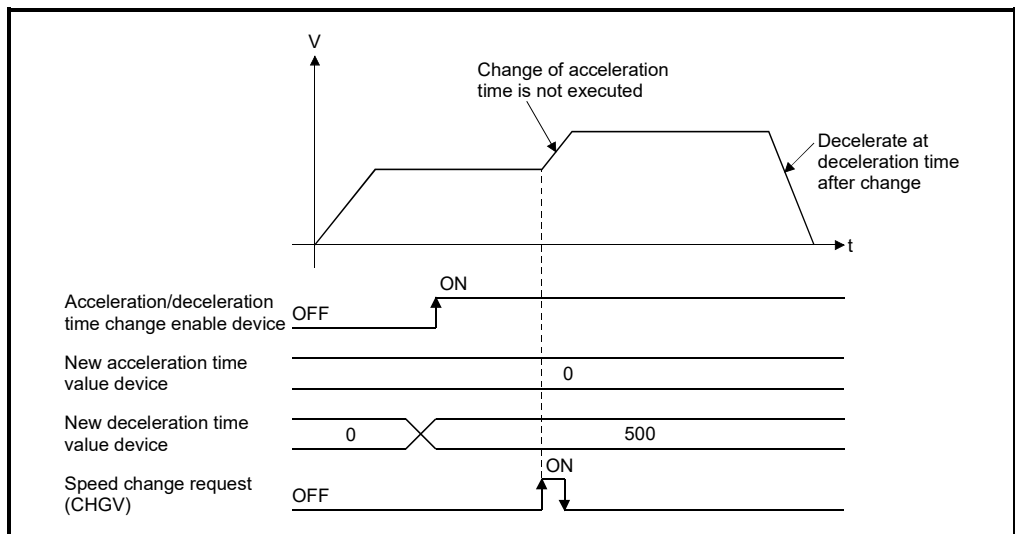 V
Change of acceleration
time is not executed
Decelerate at
deceleration time
after change
t
ON
Acceleration/deceleration
time change enable device
OFF
New acceleration time
value device
0
New deceleration time
value device
0
500
ON
Speed change request
(CHGV)
OFF